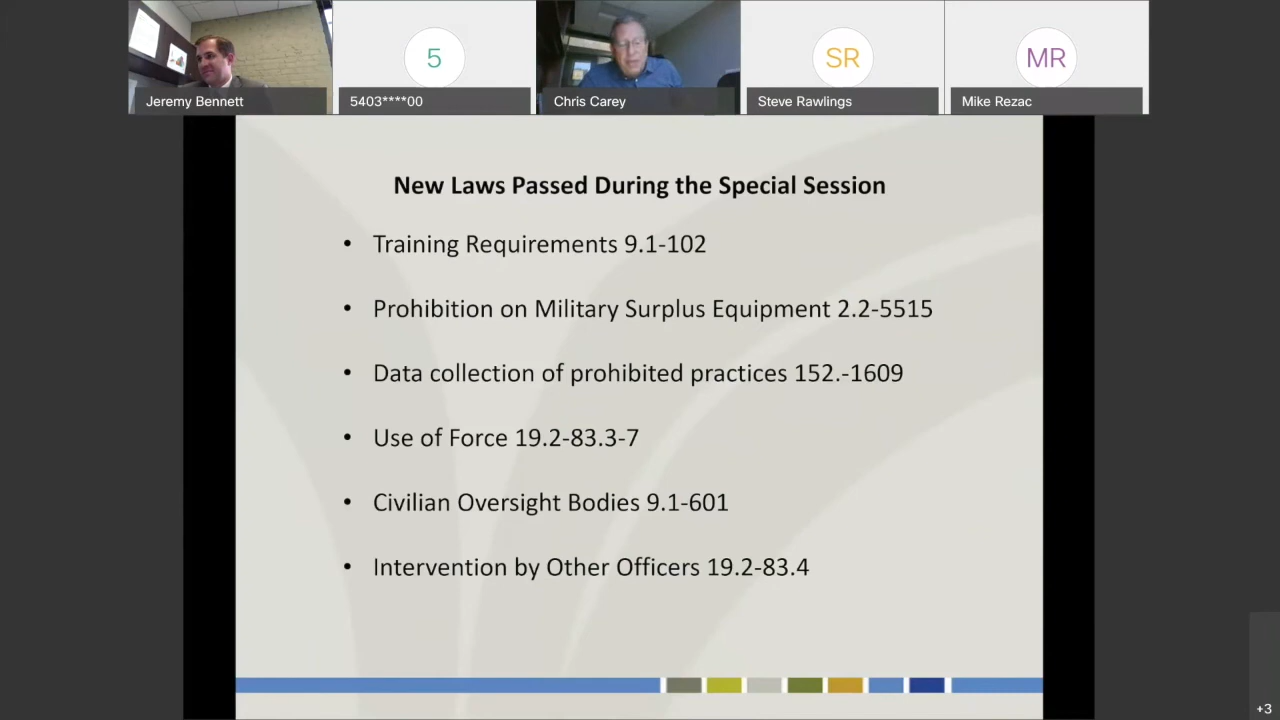 5
SR
MR
Jeremy Bennett
5403****00
Chris Carey
Steve Rawlings
Mike Rezac
New Laws Passed During the Special Session
• Training Requirements 9.1-102
• Prohibition on Military Surplus Equipment 2.2-5515
• Data collection of prohibited practices 152.-1609
• Use of Force 19.2-83.3-7
• Civilian Oversight Bodies 9.1-601
• Intervention by Other Officers 19.2-83.4
+3